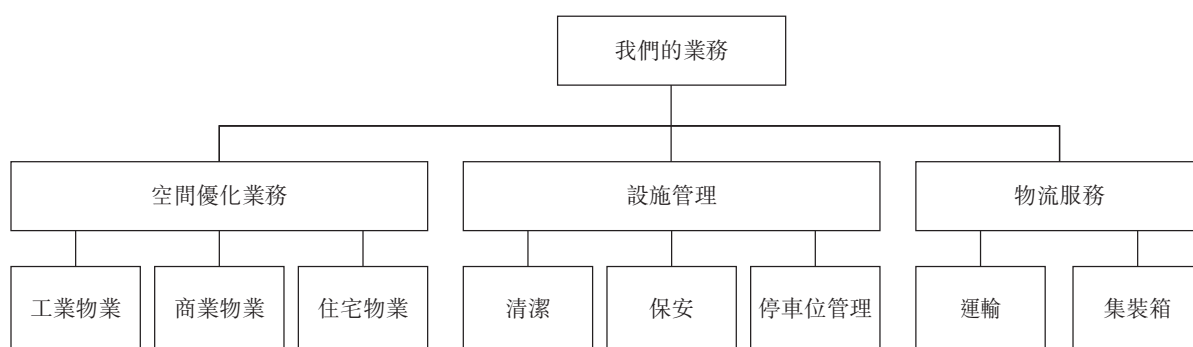 我們的業務
空間優化業務
設施管理
物流服務
工業物業
商業物業
住宅物業
清潔
保安
停車位管理
運輸
集裝箱